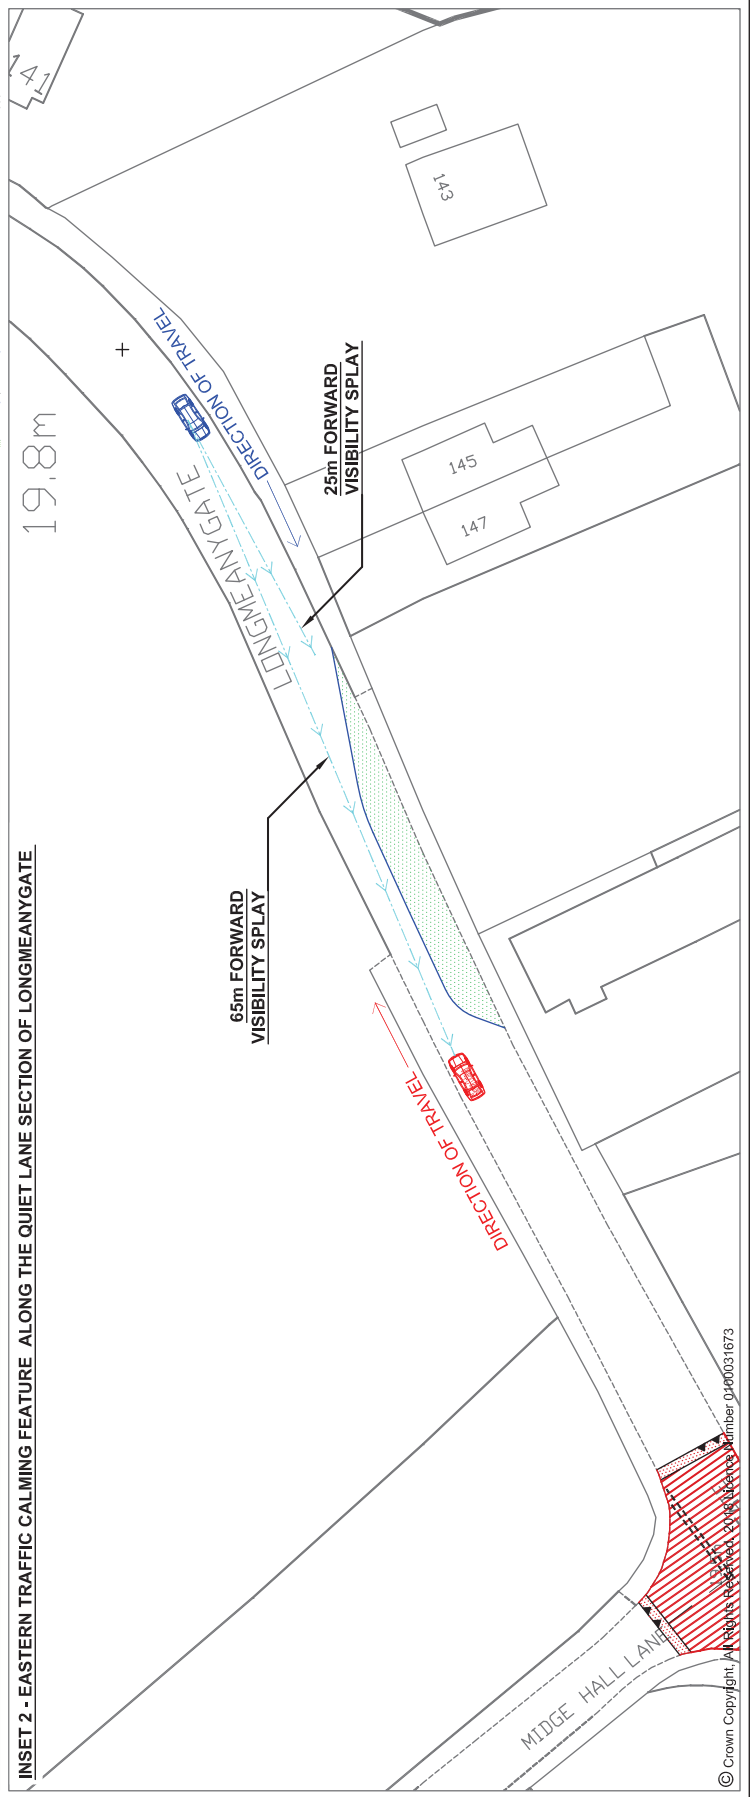 INSET 2 - EASTERN TRAFFIC CALMING FEATURE ALONG THE QUIET LANE SECTION OF LONGMEANYGATE
141
19.8m
143
DIRECTION OF TRAVEL
LONGMEANYGATE
25m FORWARD
VISIBILITY SPLAY
145
147
65m FORWARD
VISIBILITY SPLAY
DIRECTION OF TRAVEL
MIDGE HALL LANE
© Crown Copyright, All Rights Reserved. 2018 Licence Number 0100031673